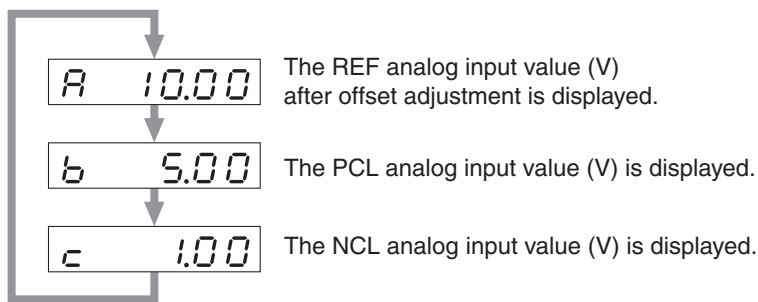 A 10.00
The REF analog input value (V)
after offset adjustment is displayed.
b 5.00
The PCL analog input value (V) is displayed.
c 1.00
The NCL analog input value (V) is displayed.